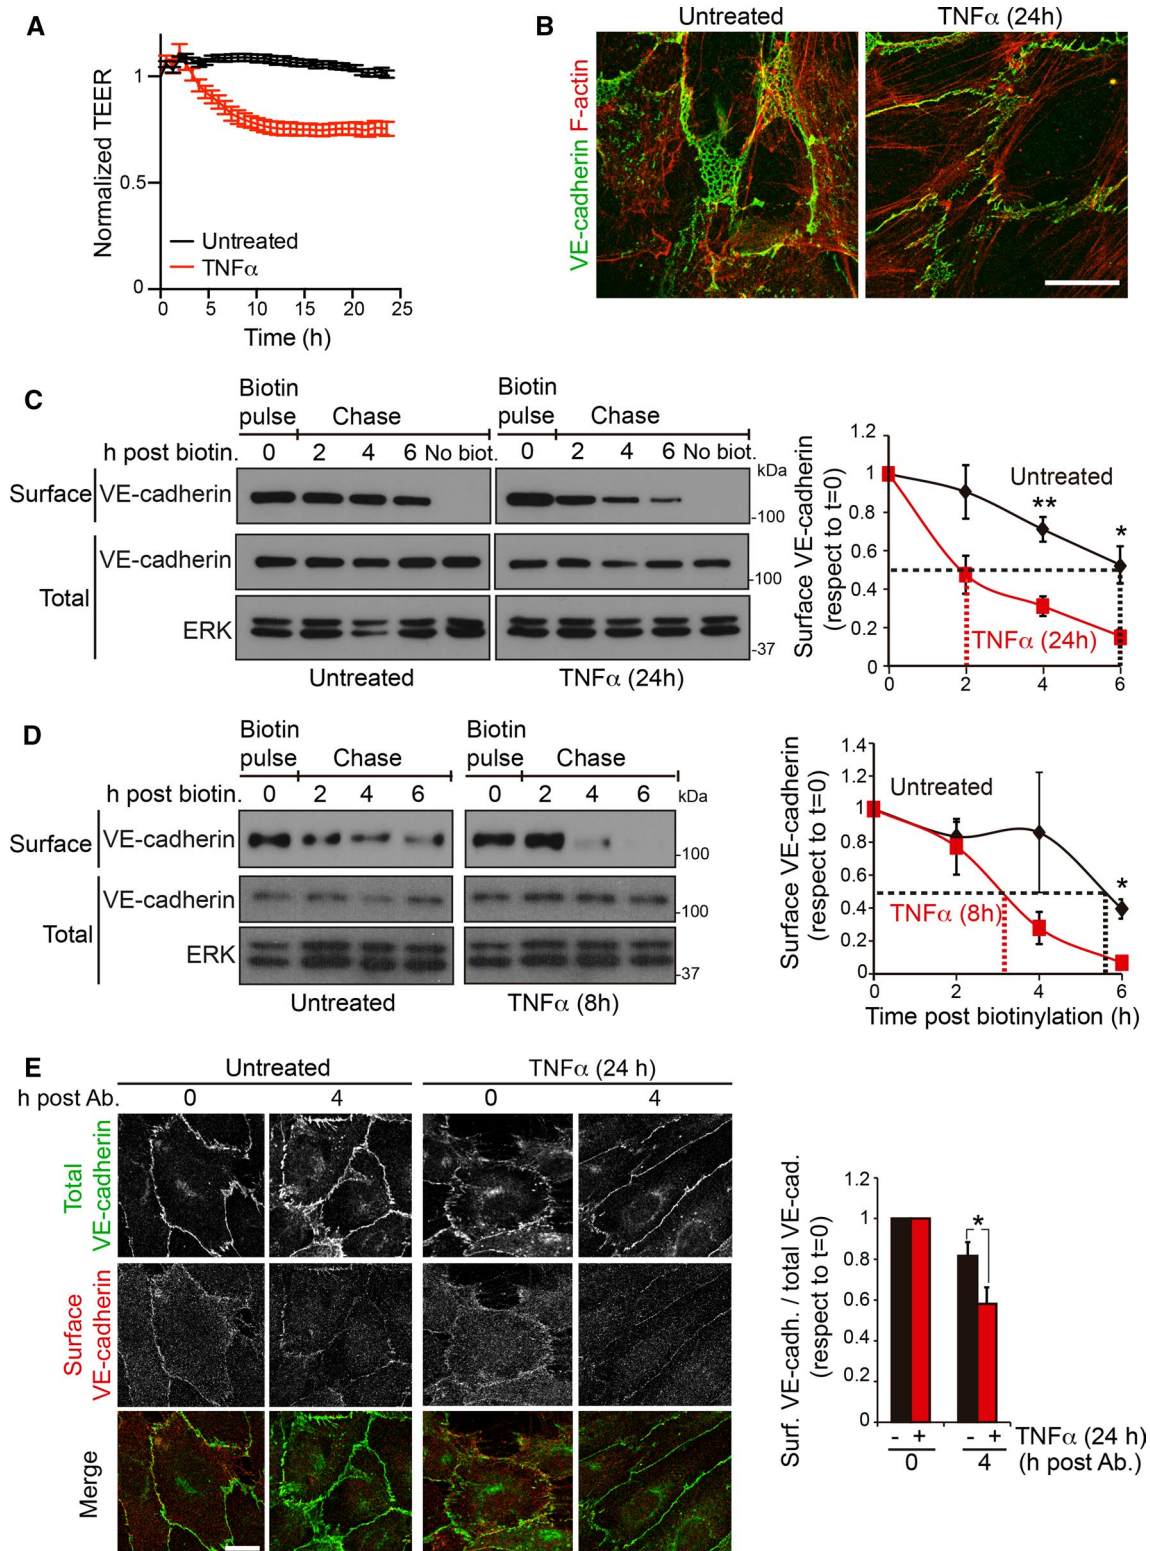 A
Normalized TEER
1
0.5
0
Untreated
TNFα
0 5 10 15 20 25
Time (h)
B
Untreated TNFα (24h)
VE-cadherin F-actin
C
Biotin pulse Chase
Biotin pulse Chase
h post biotin. 0 2 4 6 No biot. 0 2 4 6 No biot.
kDa
Surface VE-cadherin
-100
Total
VE-cadherin
-100
ERK
-37
Untreated TNFα (24h)
Surface VE-cadherin
(respect to t=0)
1.2
1
0.8
0.6
0.4
0.2
0
Untreated
**
*
TNFα (24h)
0 2 4 6
D
Biotin pulse Chase
Biotin pulse Chase
h post biotin. 0 2 4 6 0 2 4 6 kDa
Surface VE-cadherin
-100
Total
VE-cadherin
-100
ERK
-37
Untreated TNFα (8h)
Surface VE-cadherin
(respect to t=0)
1.4
1.2
1
0.8
0.6
0.4
0.2
0
Untreated
*
TNFα (8h)
0 2 4 6
Time post biotinylation (h)
E
Untreated TNFα (24 h)
h post Ab. 0 4 0 4
Total
VE-cadherin
Surface
VE-cadherin
Merge
Surf. VE-cadh. / total VE-cad.
(respect to t=0)
1.2
1
0.8
0.6
0.4
0.2
0
*
- + - + TNFα (24 h)
0 4 (h post Ab.)